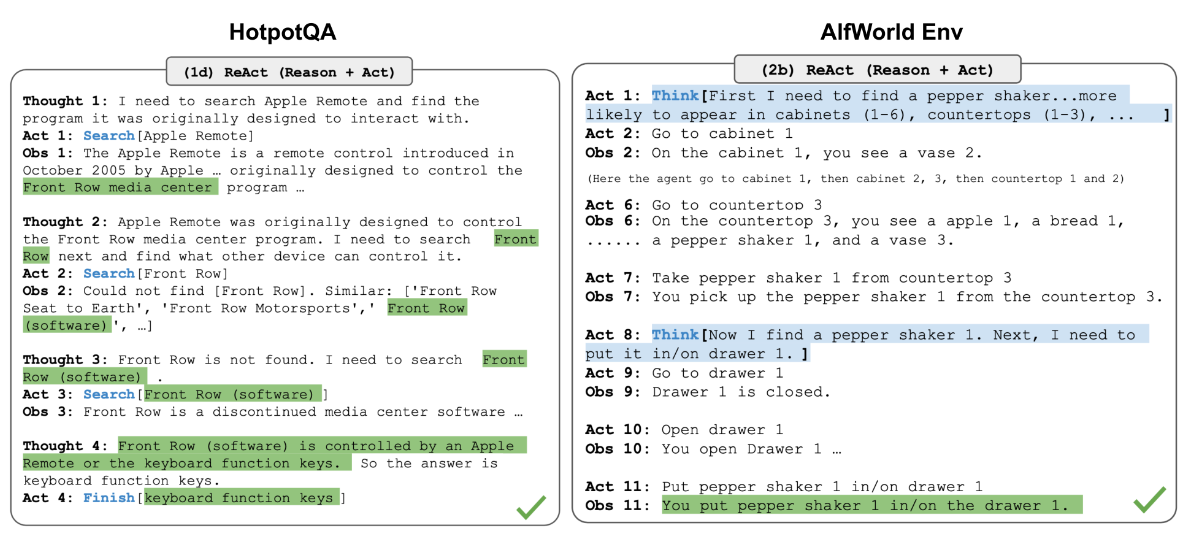 HotpotQA
(1d) ReAct (Reason + Act)
Thought 1: I need to search Apple Remote and find the
program it was originally designed to interact with.
Act 1: Search[Apple Remote]
Obs 1: The Apple Remote is a remote control introduced in
October 2005 by Apple … originally designed to control the
Front Row media center program …
Thought 2: Apple Remote was originally designed to control
the Front Row media center program. I need to search Front
Row next and find what other device can control it.
Act 2: Search[Front Row]
Obs 2: Could not find [Front Row]. Similar: ['Front Row
Seat to Earth', 'Front Row Motorsports',' Front Row
(software)', …]
Thought 3: Front Row is not found. I need to search Front
Row (software) .
Act 3: Search[Front Row (software)]
Obs 3: Front Row is a discontinued media center software …
Thought 4: Front Row (software) is controlled by an Apple
Remote or the keyboard function keys. So the answer is
keyboard function keys.
Act 4: Finish[keyboard function keys]
AlfWorld Env
(2b) ReAct (Reason + Act)
Act 1: Think[First I need to find a pepper shaker...more
likely to appear in cabinets (1-6), countertops (1-3), ... ]
Act 2: Go to cabinet 1
Obs 2: On the cabinet 1, you see a vase 2.
(Here the agent go to cabinet 1, then cabinet 2, 3, then countertop 1 and 2)
Act 6: Go to countertop 3
Obs 6: On the countertop 3, you see a apple 1, a bread 1,
...... a pepper shaker 1, and a vase 3.
Act 7: Take pepper shaker 1 from countertop 3
Obs 7: You pick up the pepper shaker 1 from the countertop 3.
Act 8: Think[Now I find a pepper shaker 1. Next, I need to
put it in/on drawer 1. ]
Act 9: Go to drawer 1
Obs 9: Drawer 1 is closed.
Act 10: Open drawer 1
Obs 10: You open Drawer 1 …
Act 11: Put pepper shaker 1 in/on drawer 1
Obs 11: You put pepper shaker 1 in/on the drawer 1.